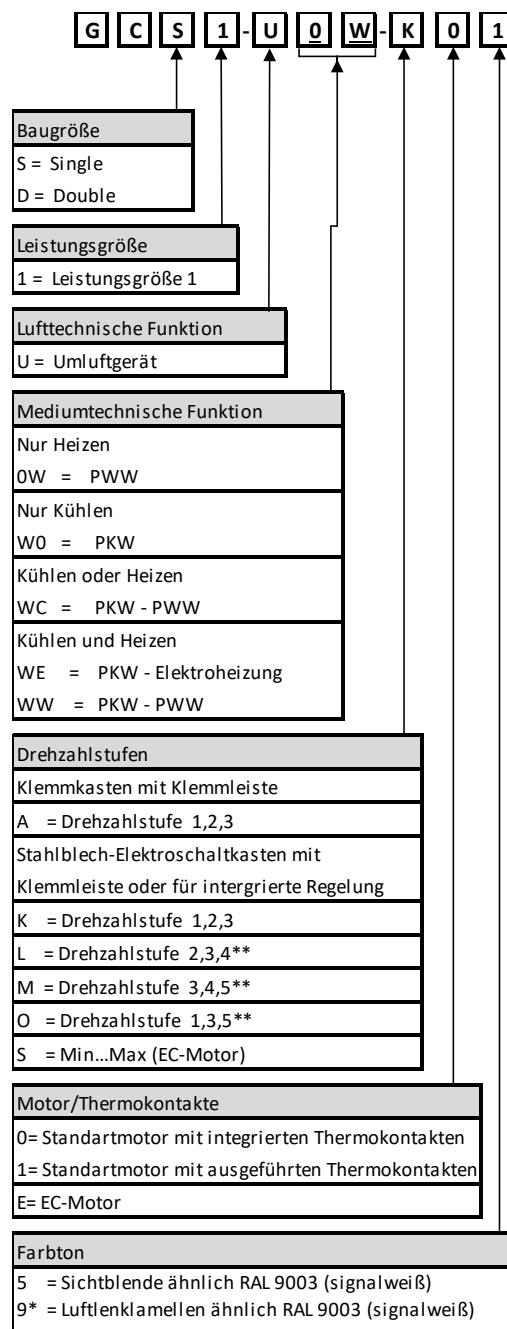 G C S 1 - U 0 W - K 0 1
Baugröße
S = Single
D = Double
Leistungsgröße
1 = Leistungsgröße 1
Lufttechnische Funktion
U = Umluftgerät
Mediumtechnische Funktion
Nur Heizen
0W = PWW
Nur Kühlen
W0 = PKW
Kühlen oder Heizen
WC = PKW - PWW
Kühlen und Heizen
WE = PKW - Elektroheizung
WW = PKW - PWW
Drehzahlstufen
Klemmkasten mit Klemmleiste
A = Drehzahlstufe 1,2,3
Stahlblech-Elektroschaltkasten mit
Klemmleiste oder für intergrierte Regelung
K = Drehzahlstufe 1,2,3
L = Drehzahlstufe 2,3,4**
M = Drehzahlstufe 3,4,5**
O = Drehzahlstufe 1,3,5**
S = Min...Max (EC-Motor)
Motor/Thermokontakte
0= Standartmotor mit integrierten Thermokontakten
1= Standartmotor mit ausgeführten Thermokontakten
E= EC-Motor
Farbton
5 = Sichtblende ähnlich RAL 9003 (signalweiß)
9* = Luftlenklamellen ähnlich RAL 9003 (signalweiß)